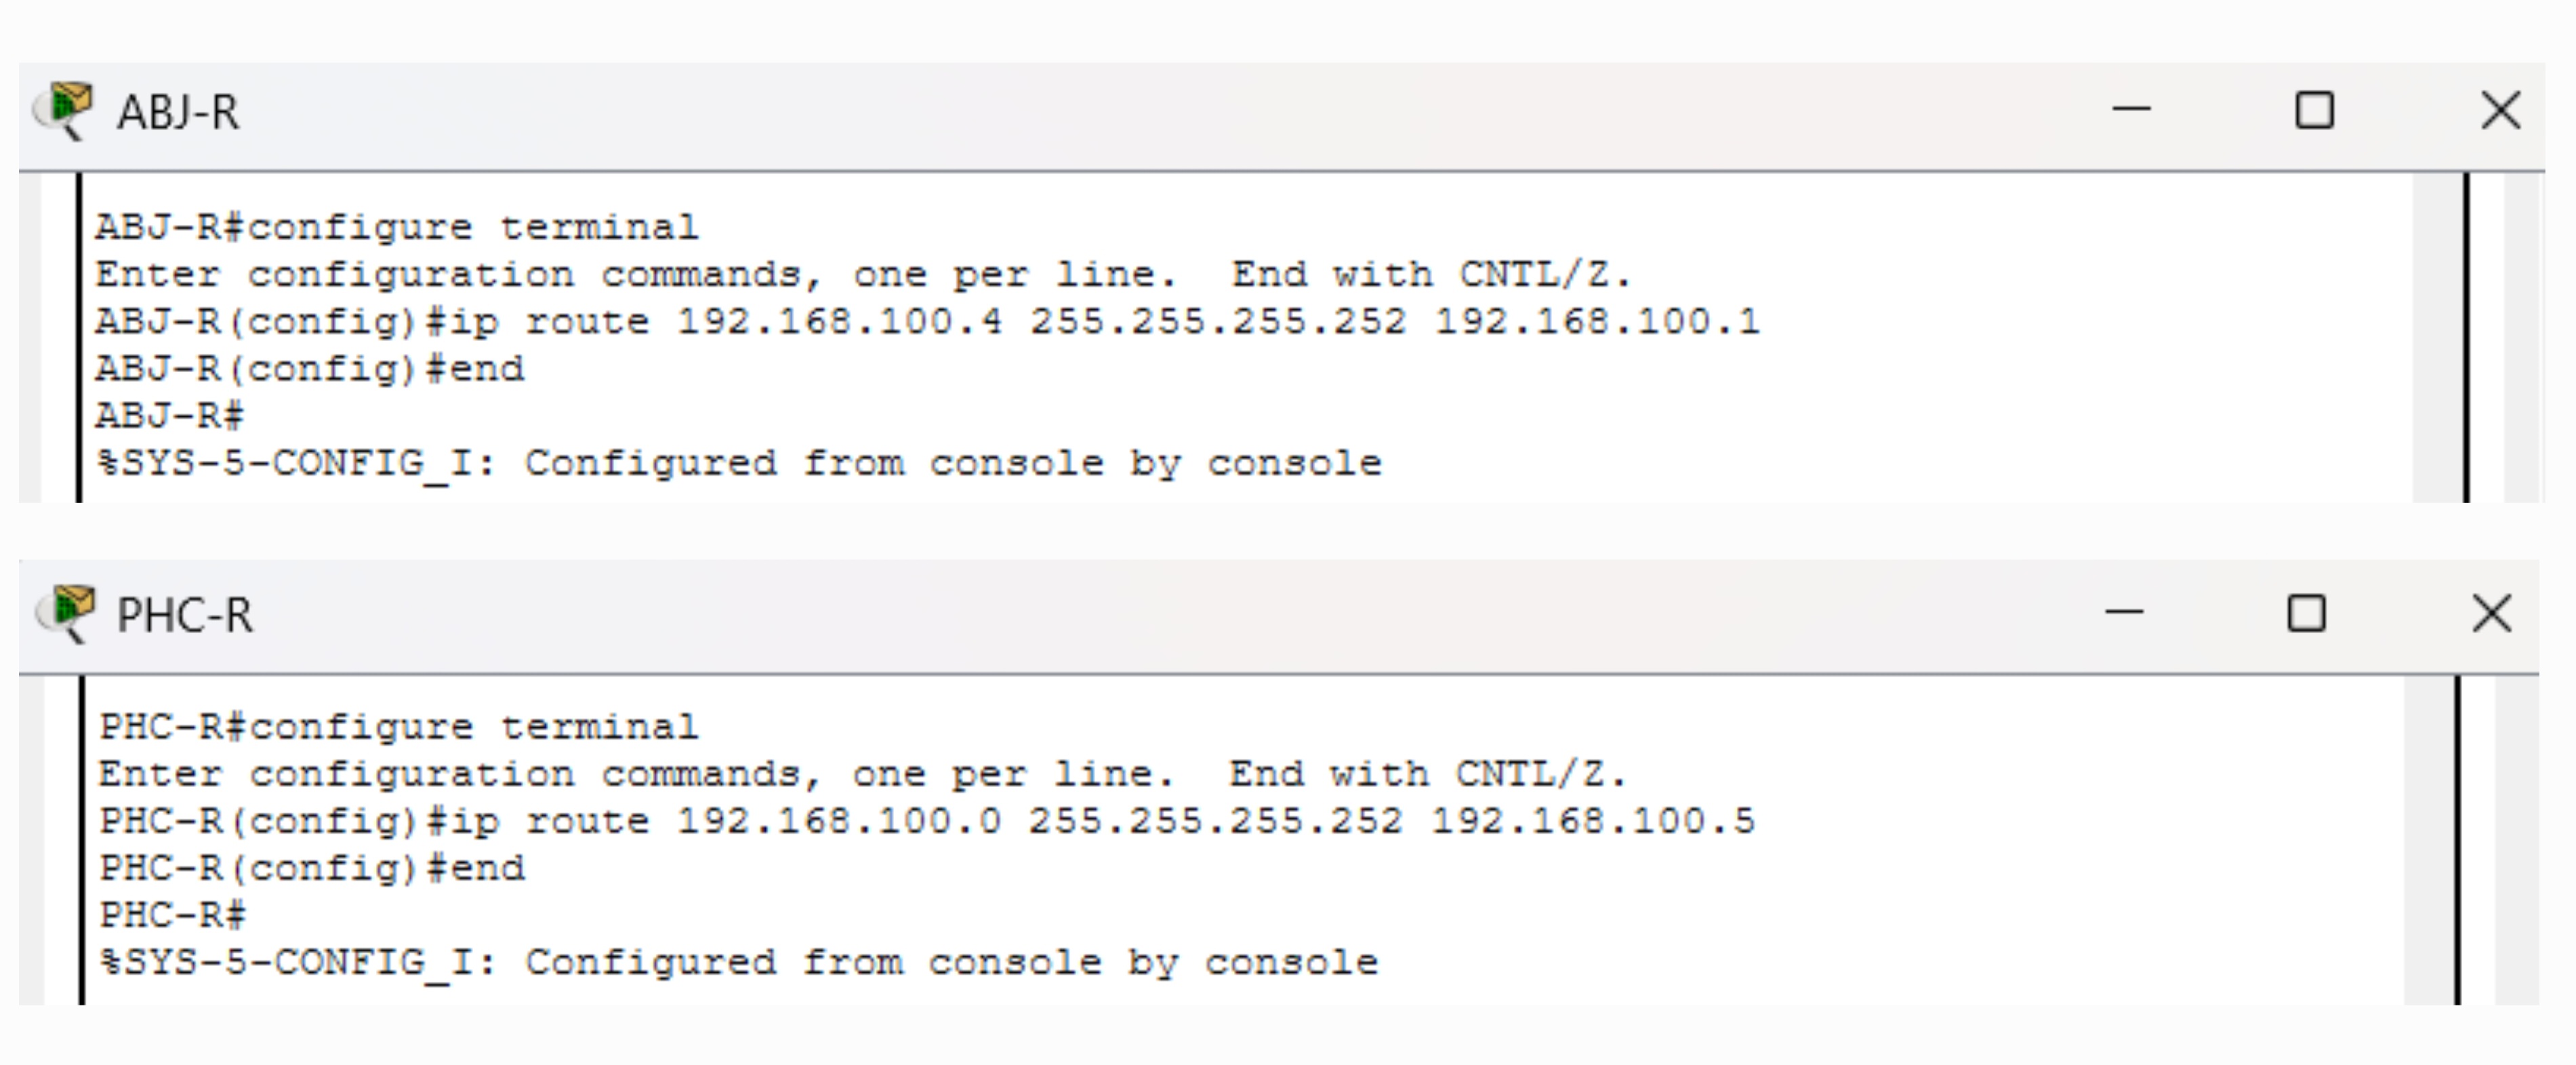 ABJ-R
ABJ-R#configure terminal
Enter configuration commands, one per line.  End with CNTL/Z.
ABJ-R(config)#ip route 192.168.100.4 255.255.255.252 192.168.100.1
ABJ-R(config)#end
ABJ-R#
%SYS-5-CONFIG_I: Configured from console by console
PHC-R
PHC-R#configure terminal
Enter configuration commands, one per line.  End with CNTL/Z.
PHC-R(config)#ip route 192.168.100.0 255.255.255.252 192.168.100.5
PHC-R(config)#end
PHC-R#
%SYS-5-CONFIG_I: Configured from console by console